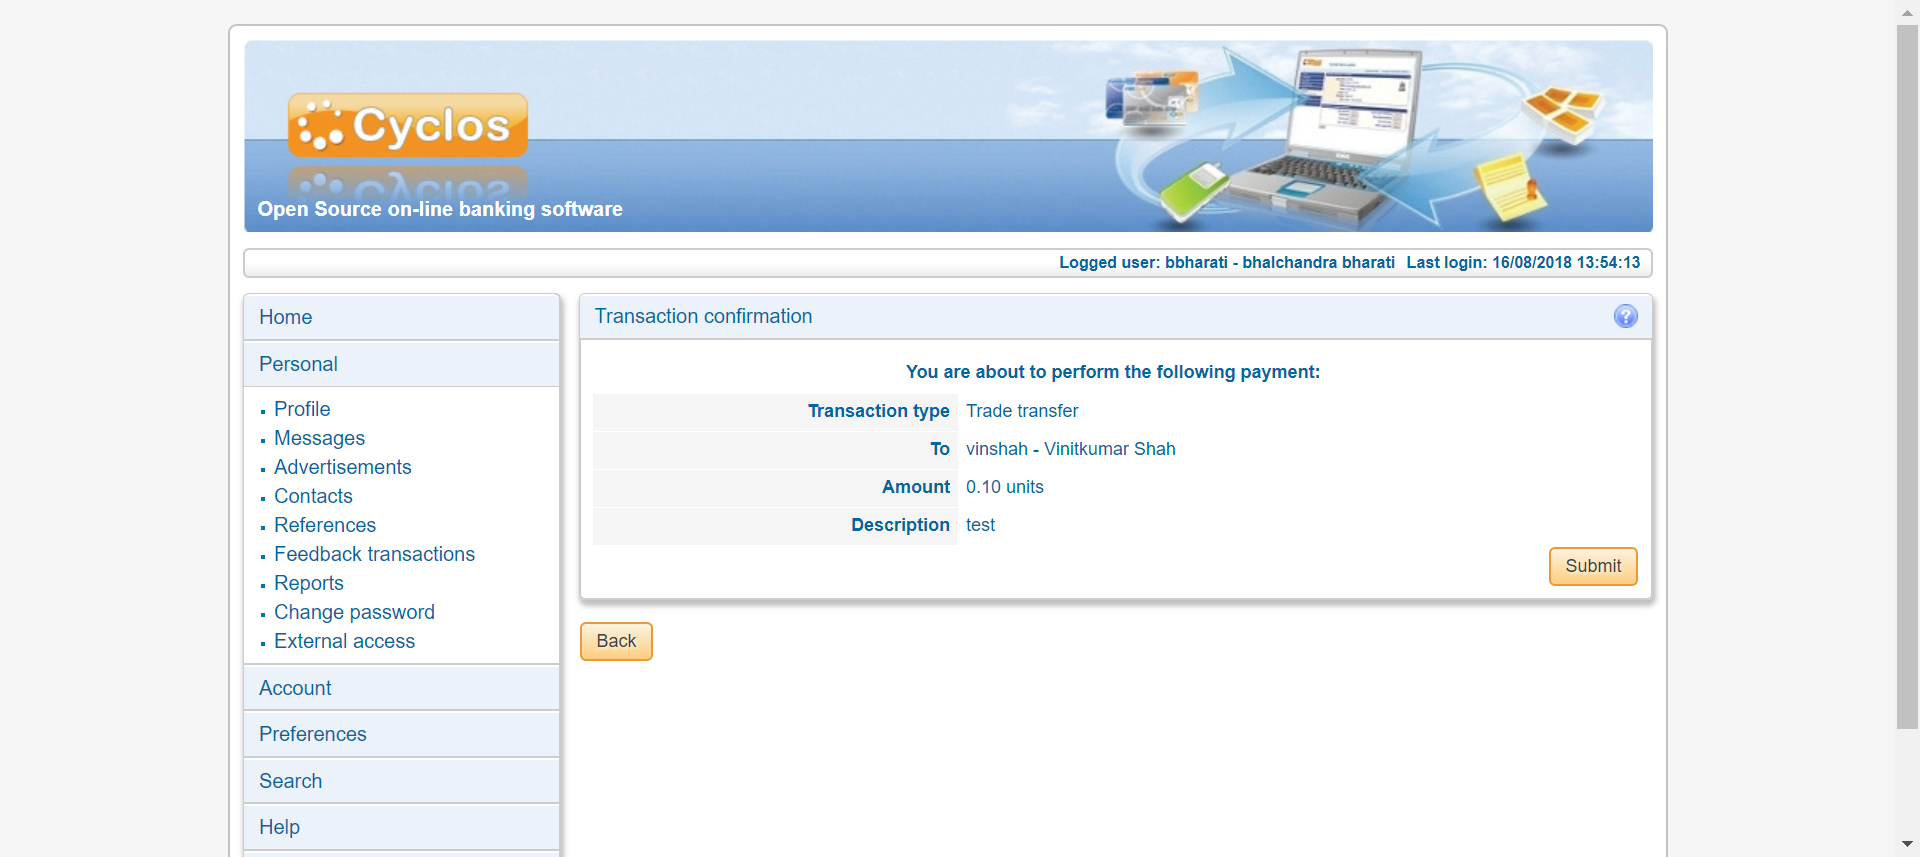 Cyclos
Open Source on-line banking software
Logged user: bbharati - bhalchandra bharati Last login: 16/08/2018 13:54:13
Home
Personal
Profile
Messages
Advertisements
Contacts
References
Feedback transactions
Reports
Change password
External access
Account
Preferences
Search
Help
Transaction confirmation
?
You are about to perform the following payment:
Transaction type Trade transfer
To vinshah - Vinitkumar Shah
Amount 0.10 units
Description test
Submit
Back